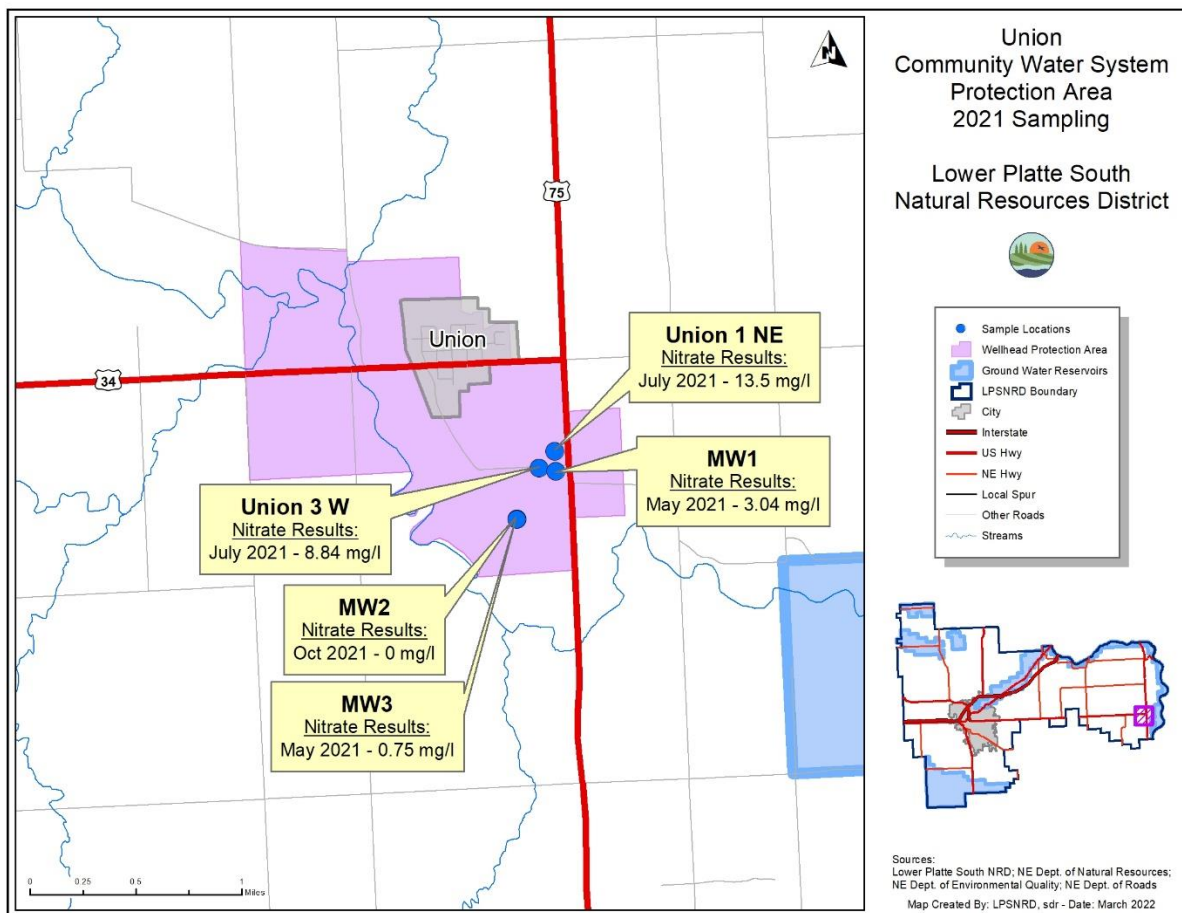 Union
Community Water System
Protection Area
2021 Sampling
Lower Platte South
Natural Resources District
N
75
Union
34
Union 1 NE
Nitrate Results:
July 2021 - 13.5 mg/l
MW1
Nitrate Results:
May 2021 - 3.04 mg/l
Union 3 W
Nitrate Results:
July 2021 - 8.84 mg/l
MW2
Nitrate Results:
Oct 2021 - 0 mg/l
MW3
Nitrate Results:
May 2021 - 0.75 mg/l
0 0.25 0.5 1
Miles
Sample Locations
Wellhead Protection Area
Ground Water Reservoirs
LPSNRD Boundary
City
Interstate
US Hwy
NE Hwy
Local Spur
Other Roads
Streams
Sources:
Lower Platte South NRD; NE Dept. of Natural Resources;
NE Dept. of Environmental Quality; NE Dept. of Roads
Map Created By: LPSNRD, sdr - Date: March 2022